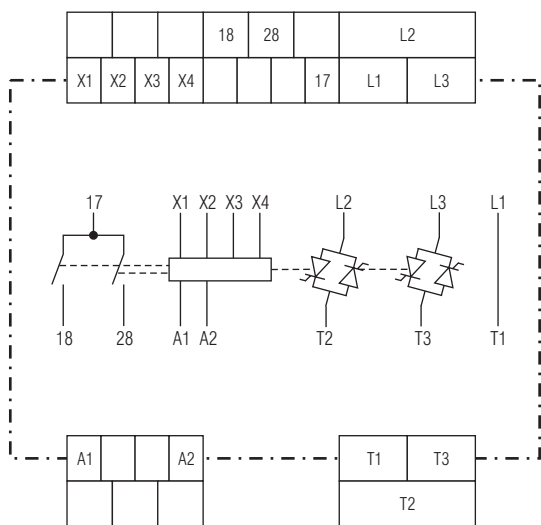 18 28 L2
X1 X2 X3 X4 17 L1 L3
17 X1 X2 X3 X4 L2 L3 L1
18 28 A1 A2 T2 T3 T1
A1 A2 T1 T3
T2